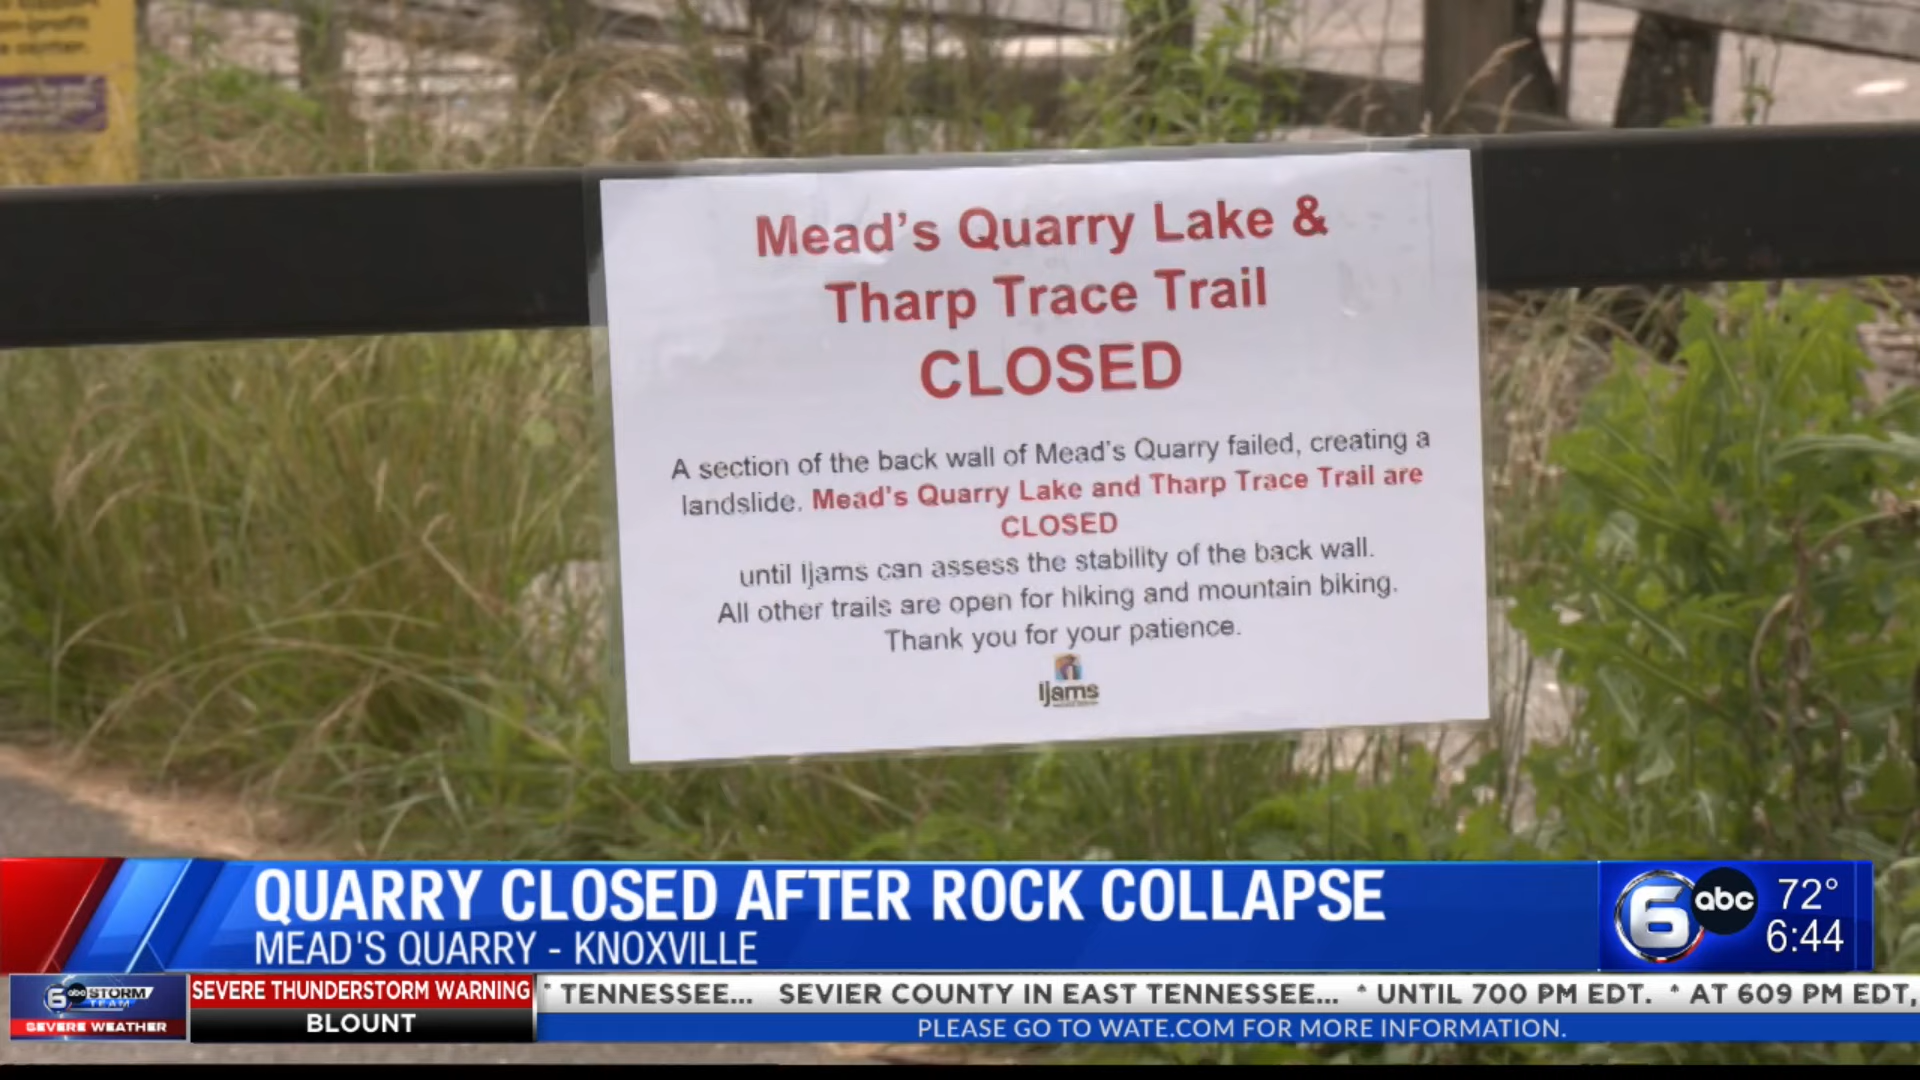 Mead's Quarry Lake &
Tharp Trace Trail
CLOSED
A section of the back wall of Mead's Quarry failed, creating a
landslide. Mead's Quarry Lake and Tharp Trace Trail are
CLOSED
until Ijams can assess the stability of the back wall.
All other trails are open for hiking and mountain biking.
Thank you for your patience.
Ijams
QUARRY CLOSED AFTER ROCK COLLAPSE
MEAD'S QUARRY - KNOXVILLE
6 abc 72°
6:44
6 abc STORM TEAM
SEVERE WEATHER
SEVERE THUNDERSTORM WARNING
BLOUNT
* TENNESSEE... SEVIER COUNTY IN EAST TENNESSEE... * UNTIL 700 PM EDT. * AT 609 PM EDT,
PLEASE GO TO WATE.COM FOR MORE INFORMATION.